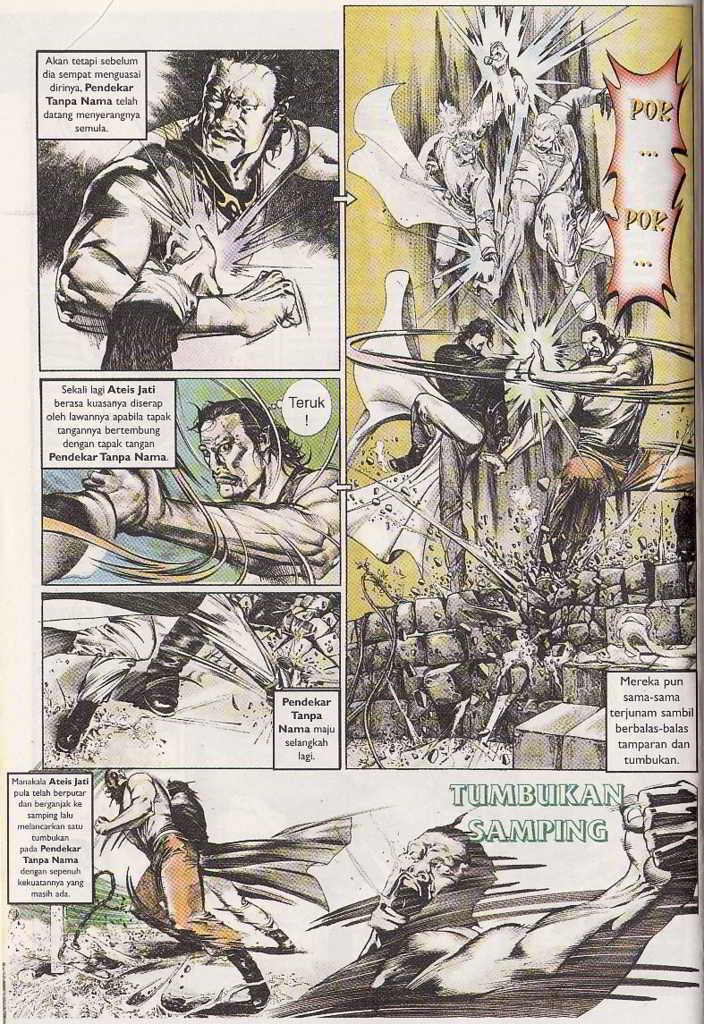 Akan tetapi sebelum
dia sempat menguasai
dirinya, Pendekar
Tanpa Nama telah
datang menyerangnya
semula.
POK
...
POK
...
Sekali lagi Ateis Jati
berasa kuasanya diserap
oleh lawannya apabila tapak
tangannya bertembung
dengan tapak tangan
Pendekar Tanpa Nama.
Teruk
!
Pendekar
Tanpa
Nama maju
selangkah
lagi.
Mereka pun
sama-sama
terjunam sambil
berbalas-balas
tamparan dan
tumbukan.
Manakala Ateis Jati
pula telah berputar
dan berganjak ke
samping lalu
melancarkan satu
tumbukan
pada Pendekar
Tanpa Nama
dengan sepenuh
kekuatannya yang
masih ada.
TUMBUKAN
SAMPING